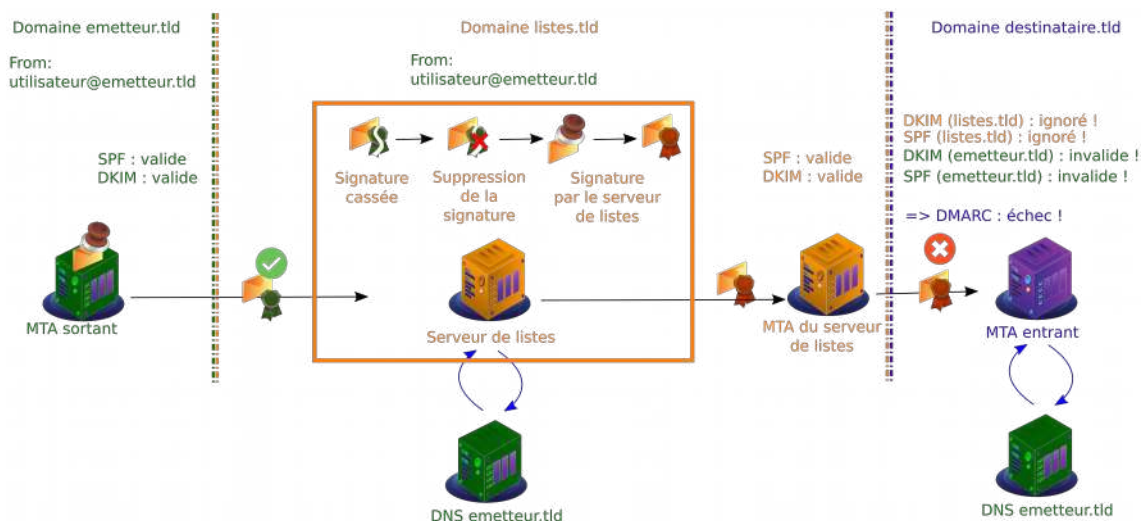 Domaine emetteur.tld
Domaine listes.tld
Domaine destinataire.tld
From:
utilisateur@emetteur.tld
From:
utilisateur@emetteur.tld
SPF : valide
DKIM : valide
Signature
cassée
Suppression
de la
signature
Signature
par le serveur
de listes
SPF : valide
DKIM : valide
DKIM (listes.tld) : ignoré !
SPF (listes.tld) : ignoré !
DKIM (emetteur.tld) : invalide !
SPF (emetteur.tld) : invalide !
=> DMARC : échec !
MTA sortant
Serveur de listes
MTA du serveur
de listes
MTA entrant
DNS emetteur.tld
DNS emetteur.tld